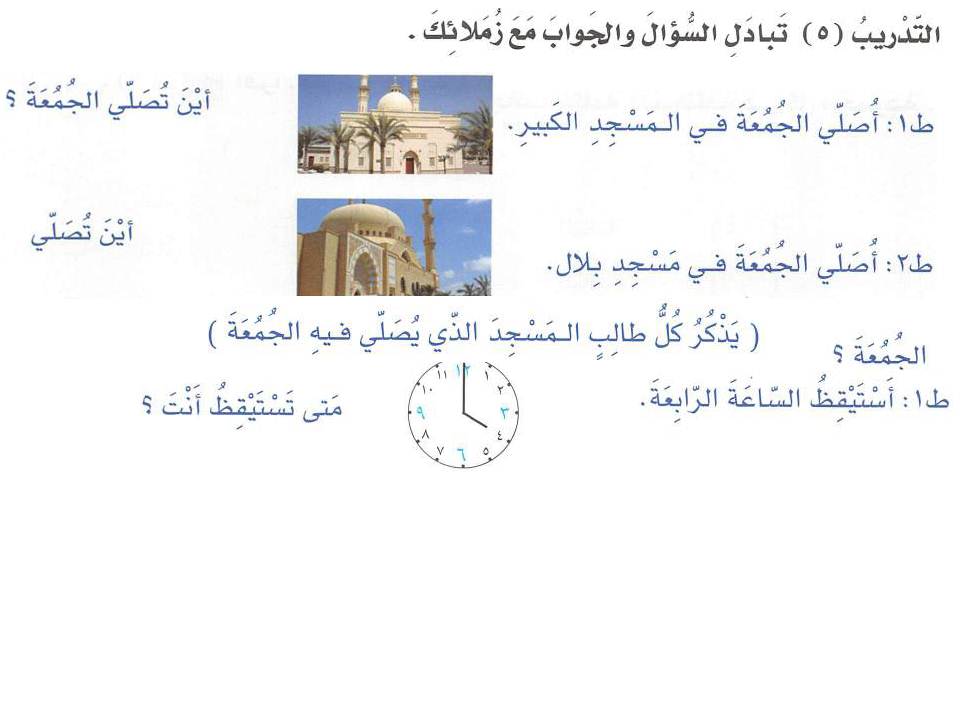 التَّدْريبُ (٥) تَبادَلِ السُّؤالَ والجَوابَ مَعَ زُمَلائِكَ .
ط١: أُصَلّي الجُمُعَةَ في المَسْجِدِ الكَبيرِ. أيْنَ تُصَلّي الجُمُعَةَ ؟
ط٢: أُصَلّي الجُمُعَةَ في مَسْجِدِ بِلال. أيْنَ تُصَلّي
الجُمُعَةَ ؟
( يَذْكُرُ كُلُّ طالِبٍ المَسْجِدَ الذّي يُصَلّي فيهِ الجُمُعَةَ )
ط١: أَسْتَيْقِظُ السّاعَةَ الرّابِعَةَ. مَتى تَسْتَيْقِظُ أَنْتَ ؟
١٢
١
٢
٣
٤
٥
٦
٧
٨
٩
١٠
١١